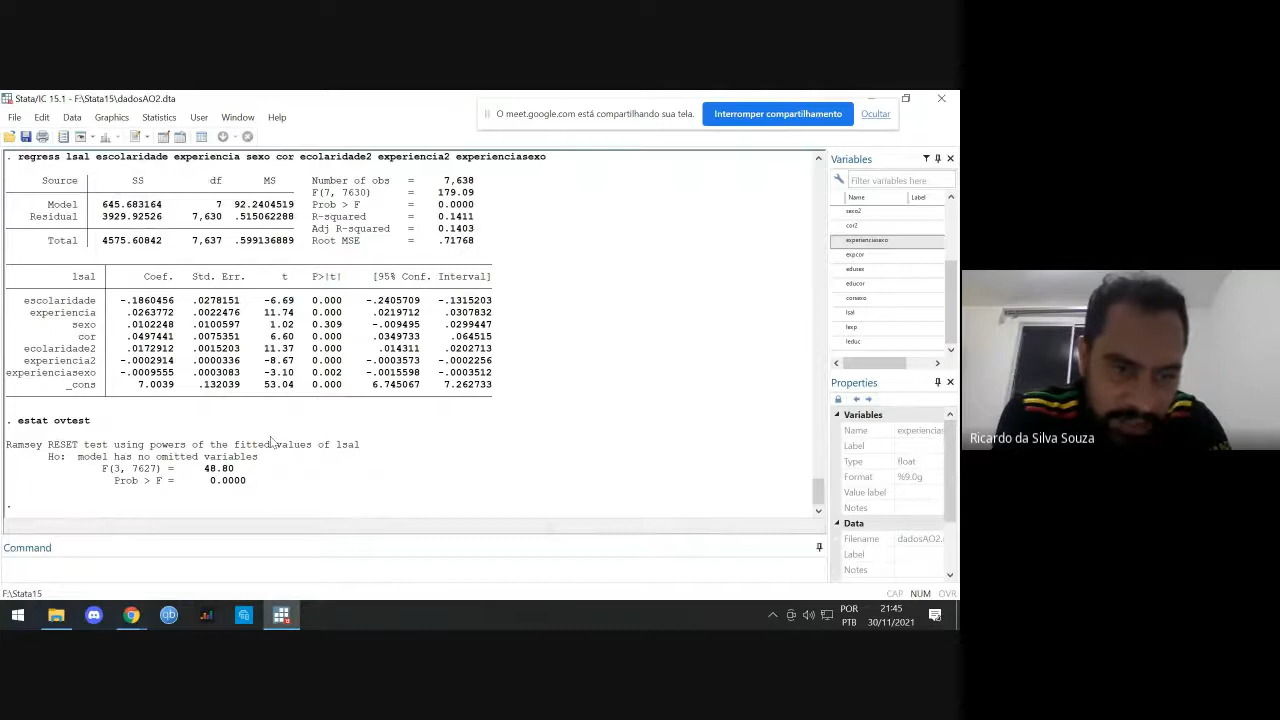 Stata/IC 15.1 - F:\Stata15\dadosAO2.dta
O meet.google.com está compartilhando sua tela.
Interromper compartilhamento
Ocultar
File Edit Data Graphics Statistics User Window Help
. regress lsal escolaridade experiencia sexo cor ecolaridade2 experiencia2 experienciasexo
Source SS df MS Number of obs = 7,638
F(7, 7630) = 179.09
Model 645.683164 7 92.2404519 Prob > F = 0.0000
Residual 3929.92526 7,630 .515062288 R-squared = 0.1411
Adj R-squared = 0.1403
Total 4575.60842 7,637 .599136889 Root MSE = .71768
lsal Coef. Std. Err. t P>|t| [95% Conf. Interval]
escolaridade -.1860456 .0278151 -6.69 0.000 -.2405709 -.1315203
experiencia .0263772 .0022476 11.74 0.000 .0219712 .0307832
sexo .0102248 .0100597 1.02 0.309 -.009495 .0299447
cor .0497441 .0075351 6.60 0.000 .0349733 .064515
ecolaridade2 .0172912 .0015203 11.37 0.000 .014311 .0202713
experiencia2 -.0002914 .0000336 -8.67 0.000 -.0003573 -.0002256
experienciasexo -.0009555 .0003083 -3.10 0.002 -.0015598 -.0003512
_cons 7.0039 .132039 53.04 0.000 6.745067 7.262733
. estat ovtest
Ramsey RESET test using powers of the fitted values of lsal
Ho: model has no omitted variables
F(3, 7627) = 48.80
Prob > F = 0.0000
.
Command
F:\Stata15
Variables
Filter variables here
Name Label
sexo2
cor2
experienciasexo
expcor
edusex
educor
corsexo
lsal
lexp
leduc
Properties
Variables
Name experiencias
Label
Type float
Format %9.0g
Value label
Notes
Data
Filename dadosAO2.
Label
Notes
CAP NUM OVR
POR
PTB
21:45
30/11/2021
Ricardo da Silva Souza